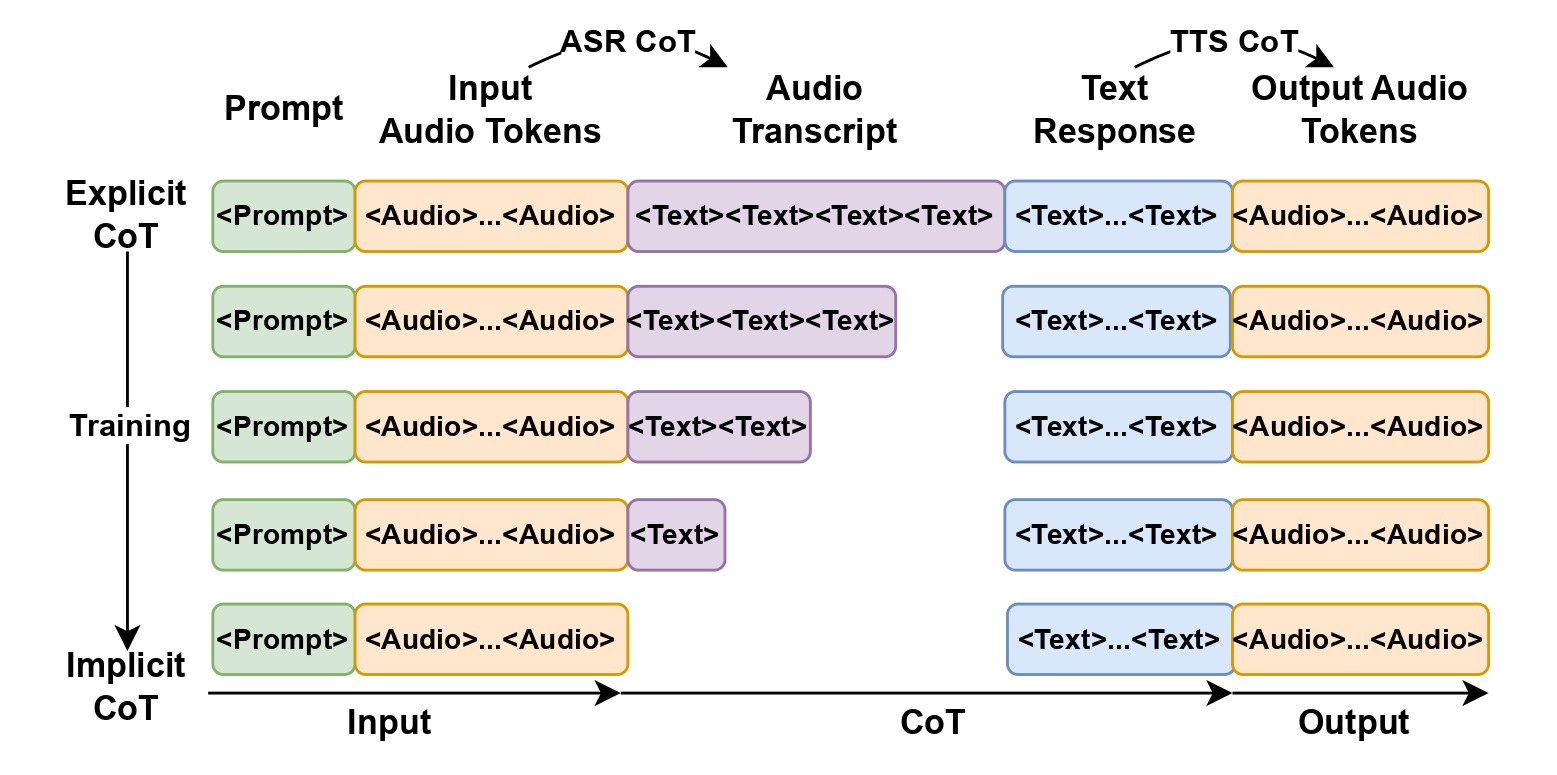 ASR CoT
TTS CoT
Prompt
Input
Audio Tokens
Audio
Transcript
Text
Response
Output Audio
Tokens
Explicit
CoT
<Prompt> <Audio>...<Audio> <Text><Text><Text><Text> <Text>...<Text> <Audio>...<Audio>
<Prompt> <Audio>...<Audio> <Text><Text><Text> <Text>...<Text> <Audio>...<Audio>
Training
<Prompt> <Audio>...<Audio> <Text><Text> <Text>...<Text> <Audio>...<Audio>
<Prompt> <Audio>...<Audio> <Text> <Text>...<Text> <Audio>...<Audio>
<Prompt> <Audio>...<Audio> <Text>...<Text> <Audio>...<Audio>
Implicit
CoT
Input
CoT
Output